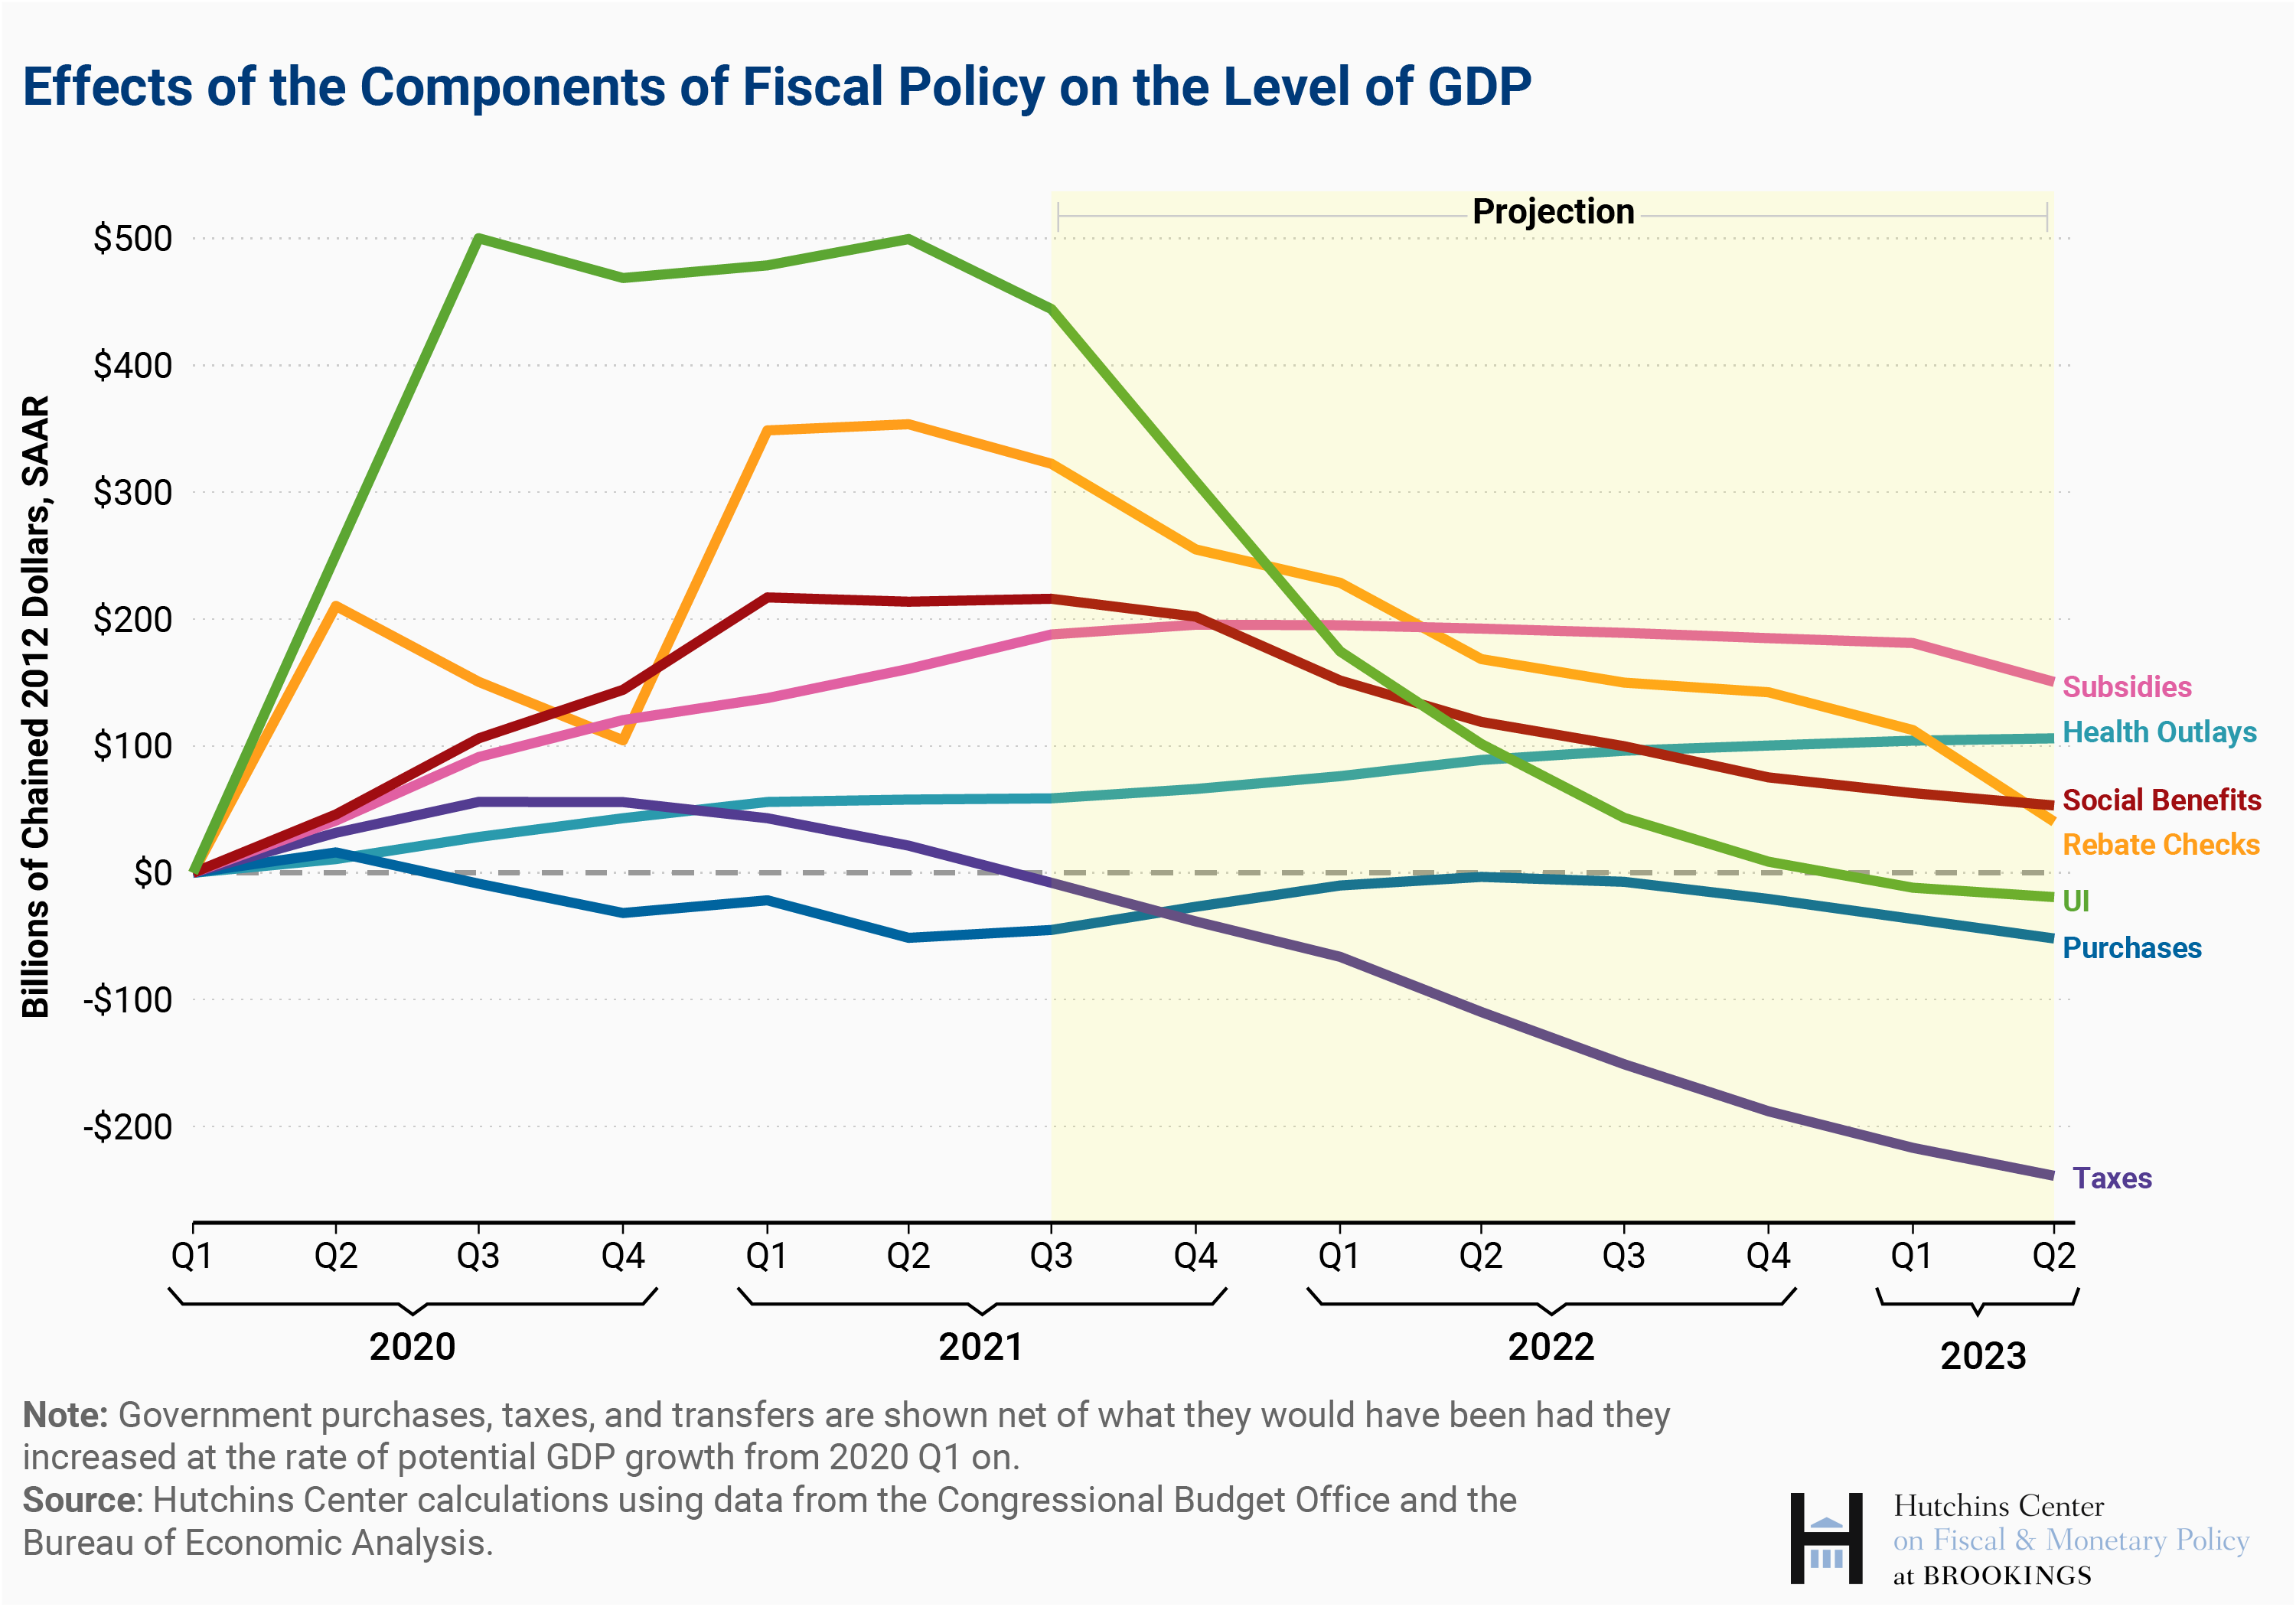 Effects of the Components of Fiscal Policy on the Level of GDP
Projection
Billions of Chained 2012 Dollars, SAAR
$500
$400
$300
$200
$100
$0
-$100
-$200
Subsidies
Health Outlays
Social Benefits
Rebate Checks
UI
Purchases
Taxes
Q1 Q2 Q3 Q4 Q1 Q2 Q3 Q4 Q1 Q2 Q3 Q4 Q1 Q2
2020 2021 2022 2023
Note: Government purchases, taxes, and transfers are shown net of what they would have been had they
increased at the rate of potential GDP growth from 2020 Q1 on.
Source: Hutchins Center calculations using data from the Congressional Budget Office and the
Bureau of Economic Analysis.
Hutchins Center
on Fiscal & Monetary Policy
at BROOKINGS